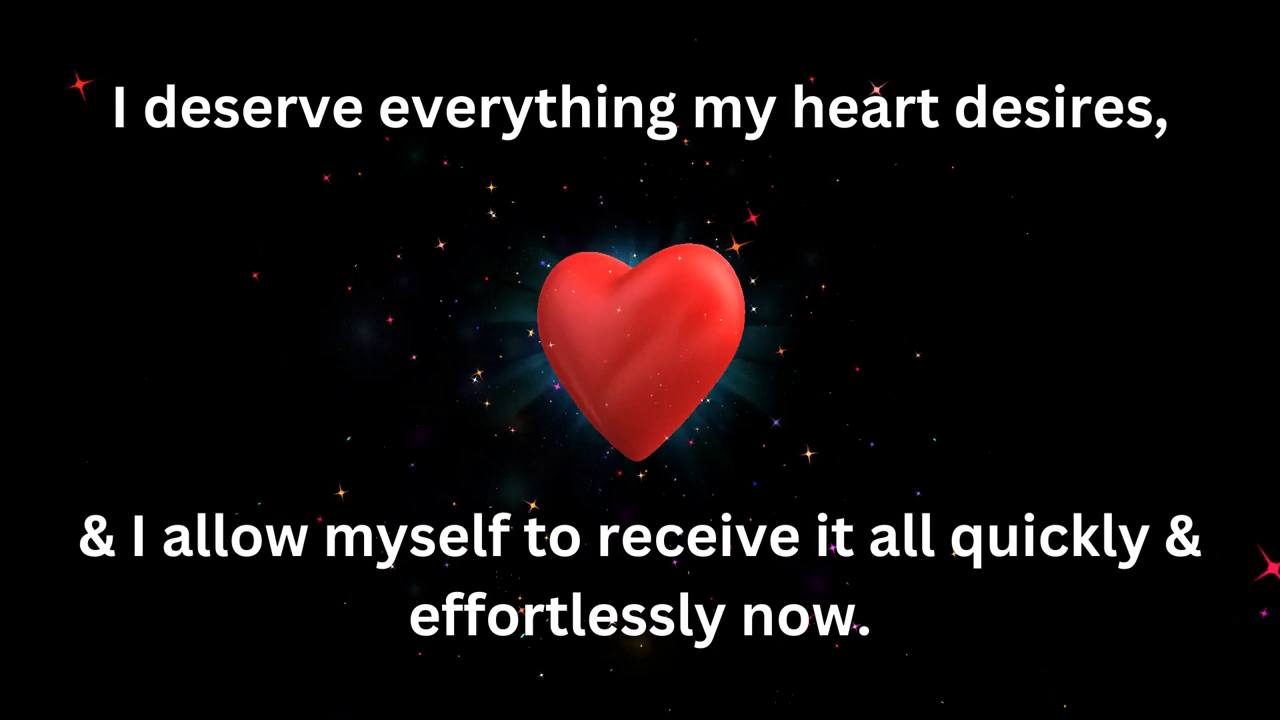 I deserve everything my heart desires,
& I allow myself to receive it all quickly &
effortlessly now.